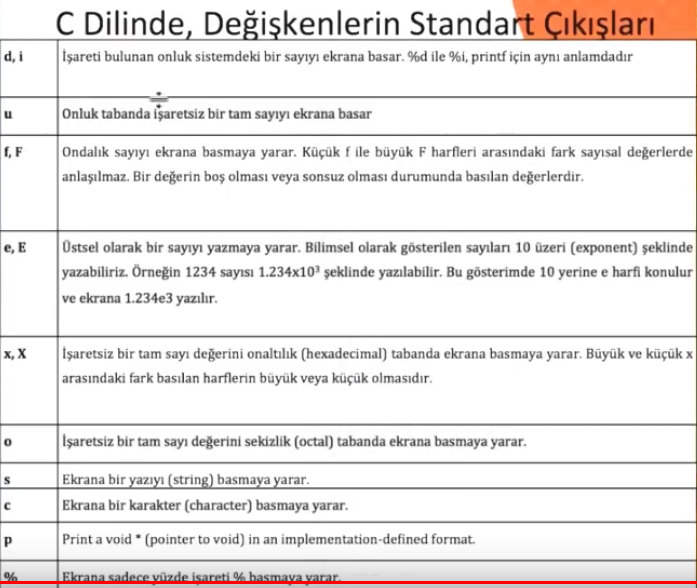 C Dilinde, Değişkenlerin Standart Çıkışları
d, i İşareti bulunan onluk sistemdeki bir sayıyı ekrana basar. %d ile %i, printf için aynı anlamdadır
u Onluk tabanda işaretsiz bir tam sayıyı ekrana basar
f, F Ondalık sayıyı ekrana basmaya yarar. Küçük f ile büyük F harfleri arasındaki fark sayısal değerlerde
anlaşılmaz. Bir değerin boş olması veya sonsuz olması durumunda basılan değerlerdir.
e, E Üstsel olarak bir sayıyı yazmaya yarar. Bilimsel olarak gösterilen sayıları 10 üzeri (exponent) şeklinde
yazabiliriz. Örneğin 1234 sayısı 1.234x10³ şeklinde yazılabilir. Bu gösterimde 10 yerine e harfi konulur
ve ekrana 1.234e3 yazılır.
x, X İşaretsiz bir tam sayı değerini onaltılık (hexadecimal) tabanda ekrana basmaya yarar. Büyük ve küçük x
arasındaki fark basılan harflerin büyük veya küçük olmasıdır.
o İşaretsiz bir tam sayı değerini sekizlik (octal) tabanda ekrana basmaya yarar.
s Ekrana bir yazıyı (string) basmaya yarar.
c Ekrana bir karakter (character) basmaya yarar.
p Print a void * (pointer to void) in an implementation-defined format.
% Ekrana sadece yüzde işareti % basmaya yarar.